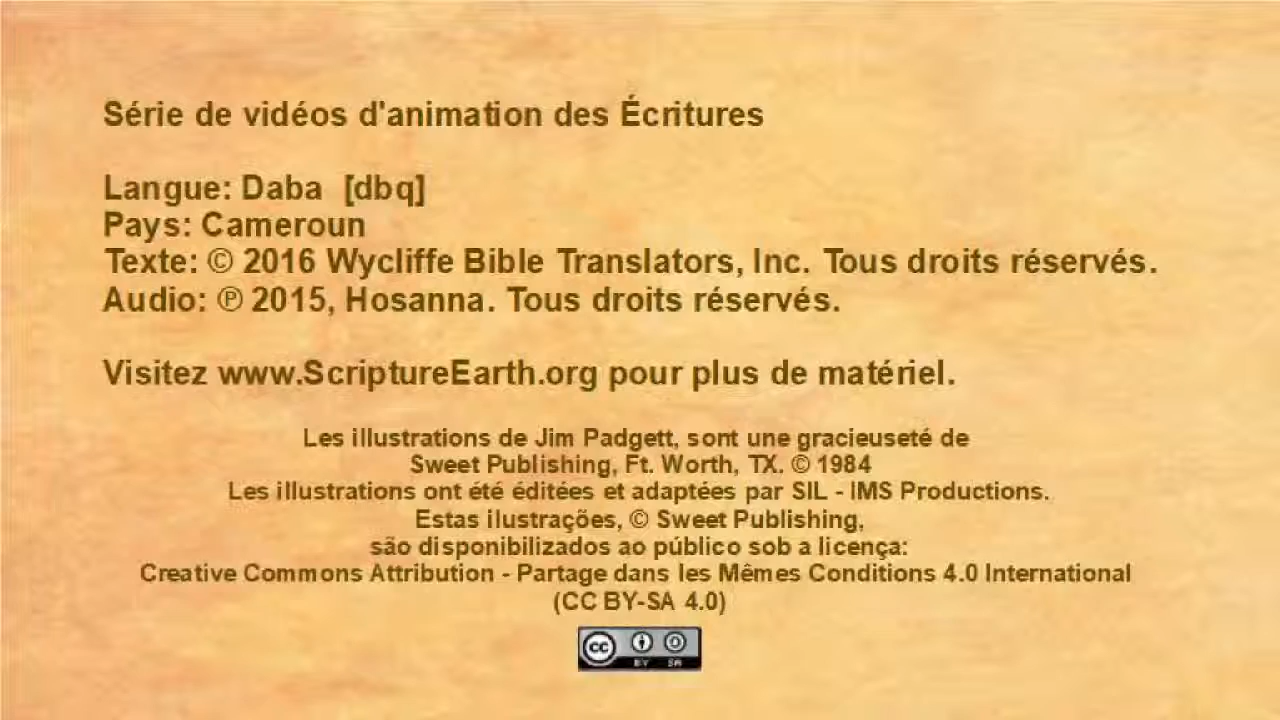 Série de vidéos d'animation des Écritures
Langue: Daba [dbq]
Pays: Cameroun
Texte: © 2016 Wycliffe Bible Translators, Inc. Tous droits réservés.
Audio: ℗ 2015, Hosanna. Tous droits réservés.
Visitez www.ScriptureEarth.org pour plus de matériel.
Les illustrations de Jim Padgett, sont une gracieuseté de
Sweet Publishing, Ft. Worth, TX. © 1984
Les illustrations ont été éditées et adaptées par SIL - IMS Productions.
Estas ilustrações, © Sweet Publishing,
são disponibilizados ao público sob a licença:
Creative Commons Attribution - Partage dans les Mêmes Conditions 4.0 International
(CC BY-SA 4.0)
cc BY SA